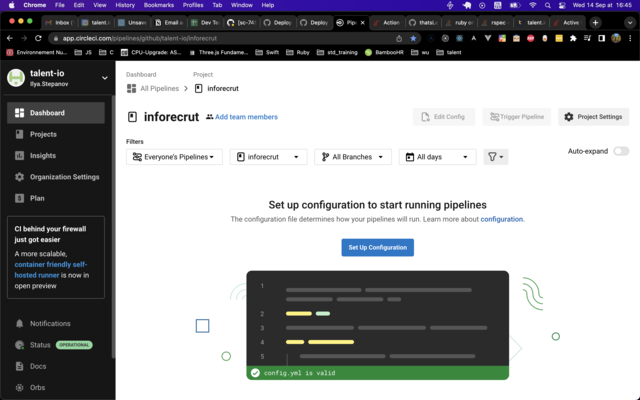 Chrome File Edit View History Bookmarks Profiles Tab Window Help
Wed 14 Sep at 16:45
talent.i Unsav Email Dev To [sc-74 Deploy Deploy Pip Action thatsi. ruby o rspec talent.i Active
app.circleci.com/pipelines/github/talent-io/inforecrut
Environnement Nu... JS C CPU-Upgrade: AS... Three.js Fundame... Swift Ruby std_training BambooHR wu talent
talent-io
Ilya.Stepanov
Dashboard
Projects
Insights
Organization Settings
Plan
CI behind your firewall
just got easier
A more scalable,
container friendly self-
hosted runner is now in
open preview
Notifications
Status OPERATIONAL
Docs
Orbs
Dashboard Project
All Pipelines inforecrut
inforecrut Add team members
Edit Config Trigger Pipeline Project Settings
Filters
Everyone's Pipelines inforecrut All Branches All days
Auto-expand
Set up configuration to start running pipelines
The configuration file determines how your pipelines will run. Learn more about configuration.
Set Up Configuration
1
2
3
4
5
config.yml is valid